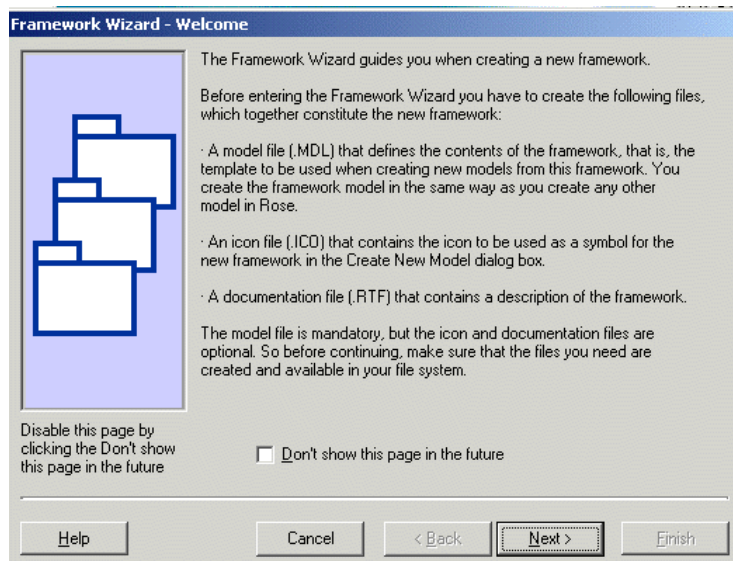 Framework Wizard - Welcome
The Framework Wizard guides you when creating a new framework.
Before entering the Framework Wizard you have to create the following files,
which together constitute the new framework:
· A model file (.MDL) that defines the contents of the framework, that is, the
template to be used when creating new models from this framework. You
create the framework model in the same way as you create any other
model in Rose.
· An icon file (.ICO) that contains the icon to be used as a symbol for the
new framework in the Create New Model dialog box.
· A documentation file (.RTF) that contains a description of the framework.
The model file is mandatory, but the icon and documentation files are
optional. So before continuing, make sure that the files you need are
created and available in your file system.
Disable this page by
clicking the Don't show
this page in the future
Don't show this page in the future
Help
Cancel
< Back
Next >
Finish